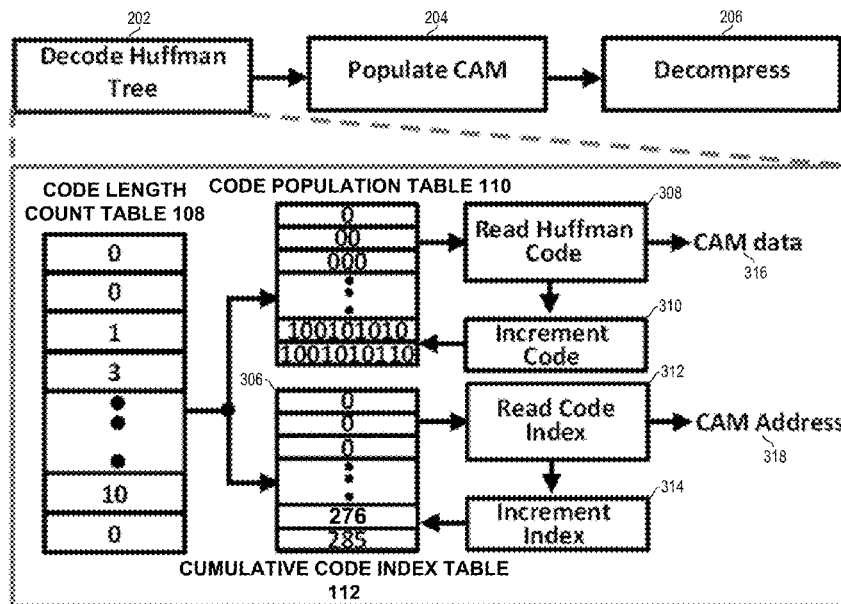 202
204
206
Decode Huffman
Tree
Populate CAM
Decompress
CODE LENGTH
COUNT TABLE 108
0
0
1
3
10
0
CODE POPULATION TABLE 110
0
00
000
100101010
1001010110
308
Read Huffman
Code
CAM data
316
310
Increment
Code
306
0
0
0
276
285
312
Read Code
Index
CAM Address
318
314
Increment
Index
CUMULATIVE CODE INDEX TABLE
112